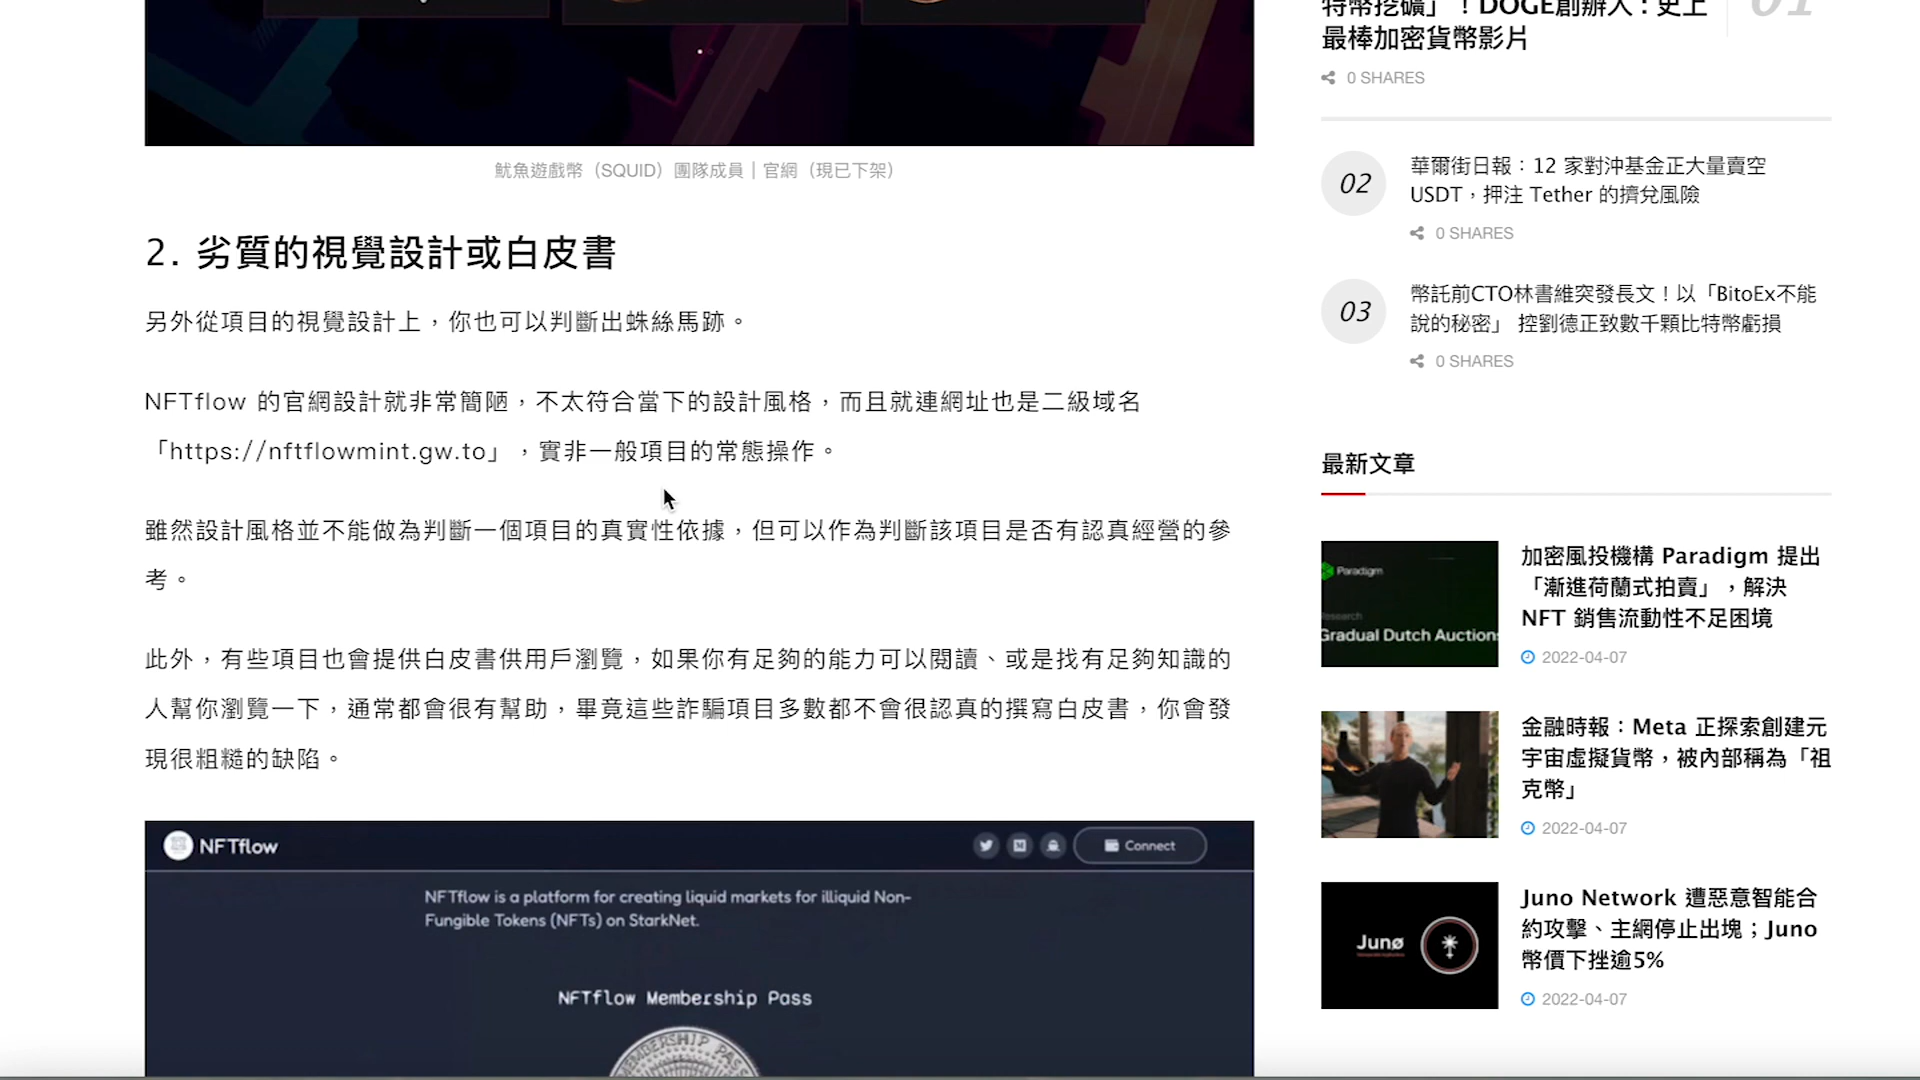 魷魚遊戲幣（SQUID）團隊成員｜官網（現已下架）
2. 劣質的視覺設計或白皮書
另外從項目的視覺設計上，你也可以判斷出蛛絲馬跡。
NFTflow 的官網設計就非常簡陋，不太符合當下的設計風格，而且就連網址也是二級域名
「https://nftflowmint.gw.to」，實非一般項目的常態操作。
雖然設計風格並不能做為判斷一個項目的真實性依據，但可以作為判斷該項目是否有認真經營的參
考。
此外，有些項目也會提供白皮書供用戶瀏覽，如果你有足夠的能力可以閱讀、或是找有足夠知識的
人幫你瀏覽一下，通常都會很有幫助，畢竟這些詐騙項目多數都不會很認真的撰寫白皮書，你會發
現很粗糙的缺陷。
NFTflow
Connect
NFTflow is a platform for creating liquid markets for illiquid Non-
Fungible Tokens (NFTs) on StarkNet.
NFTflow Membership Pass
MEMBERSHIP PASS
特幣挖礦」！DOGE創辦人：史上
最棒加密貨幣影片
01
0 SHARES
02
華爾街日報：12 家對沖基金正大量賣空
USDT，押注 Tether 的擠兌風險
0 SHARES
03
幣託前CTO林書維突發長文！以「BitoEx不能
說的秘密」 控劉德正致數千顆比特幣虧損
0 SHARES
最新文章
Paradigm
Research
Gradual Dutch Auctions
加密風投機構 Paradigm 提出
「漸進荷蘭式拍賣」，解決
NFT 銷售流動性不足困境
2022-04-07
金融時報：Meta 正探索創建元
宇宙虛擬貨幣，被內部稱為「祖
克幣」
2022-04-07
Junø
Juno Network 遭惡意智能合
約攻擊、主網停止出塊；Juno
幣價下挫逾5%
2022-04-07